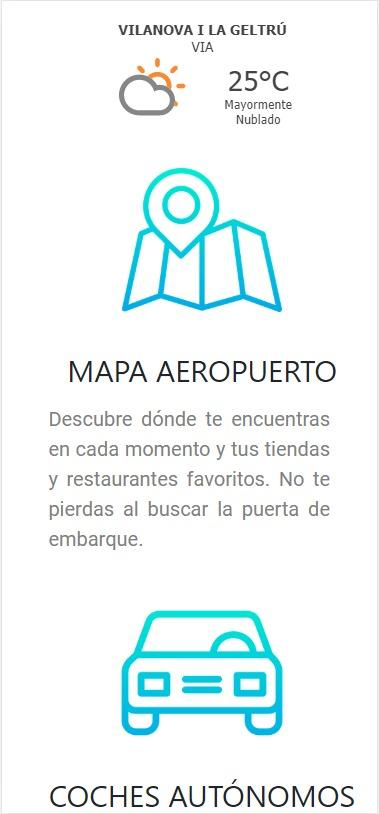 VILANOVA I LA GELTRÚ
VIA
25°C
Mayormente
Nublado
MAPA AEROPUERTO
Descubre dónde te encuentras
en cada momento y tus tiendas
y restaurantes favoritos. No te
pierdas al buscar la puerta de
embarque.
COCHES AUTÓNOMOS